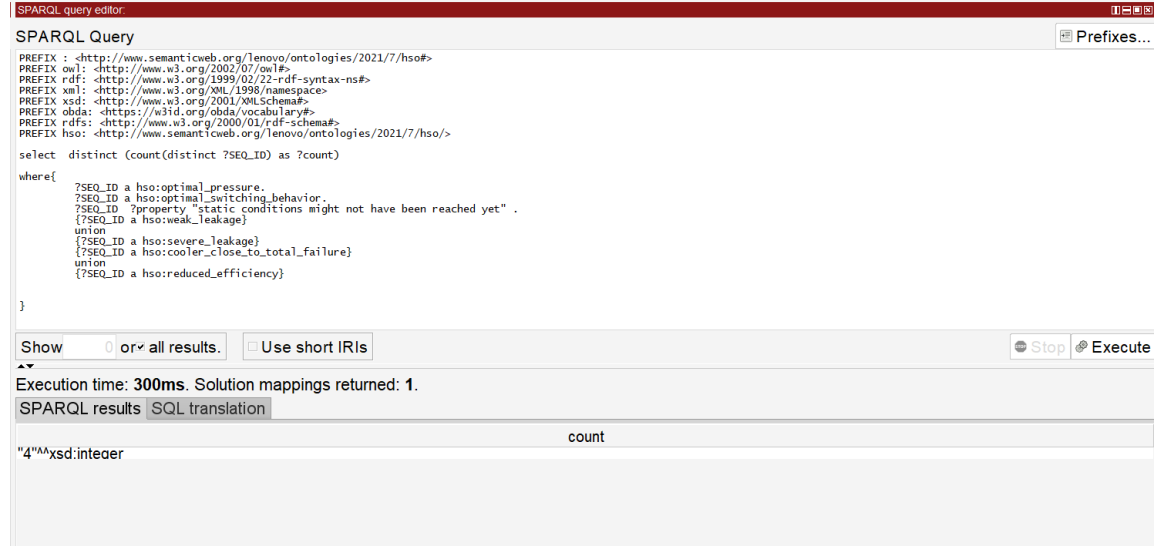 SPARQL query editor:
SPARQL Query
Prefixes...
PREFIX : <http://www.semanticweb.org/lenovo/ontologies/2021/7/hso#>
PREFIX owl: <http://www.w3.org/2002/07/owl#>
PREFIX rdf: <http://www.w3.org/1999/02/22-rdf-syntax-ns#>
PREFIX xml: <http://www.w3.org/XML/1998/namespace>
PREFIX xsd: <http://www.w3.org/2001/XMLSchema#>
PREFIX obda: <https://w3id.org/obda/vocabulary#>
PREFIX rdfs: <http://www.w3.org/2000/01/rdf-schema#>
PREFIX hso: <http://www.semanticweb.org/lenovo/ontologies/2021/7/hso/>
select distinct (count(distinct ?SEQ_ID) as ?count)
where{
?SEQ_ID a hso:optimal_pressure.
?SEQ_ID a hso:optimal_switching_behavior.
?SEQ_ID ?property "static conditions might not have been reached yet" .
{?SEQ_ID a hso:weak_leakage}
union
{?SEQ_ID a hso:severe_leakage}
{?SEQ_ID a hso:cooler_close_to_total_failure}
union
{?SEQ_ID a hso:reduced_efficiency}
}
Show 0 or all results. Use short IRIs Stop Execute
Execution time: 300ms. Solution mappings returned: 1.
SPARQL results SQL translation
count
"4"^^xsd:integer